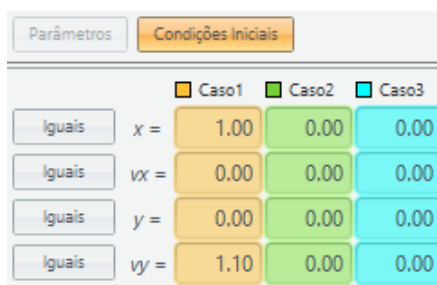 Parâmetros Condições Iniciais
Caso1 Caso2 Caso3
Iguais x = 1.00 0.00 0.00
Iguais vx = 0.00 0.00 0.00
Iguais y = 0.00 0.00 0.00
Iguais vy = 1.10 0.00 0.00